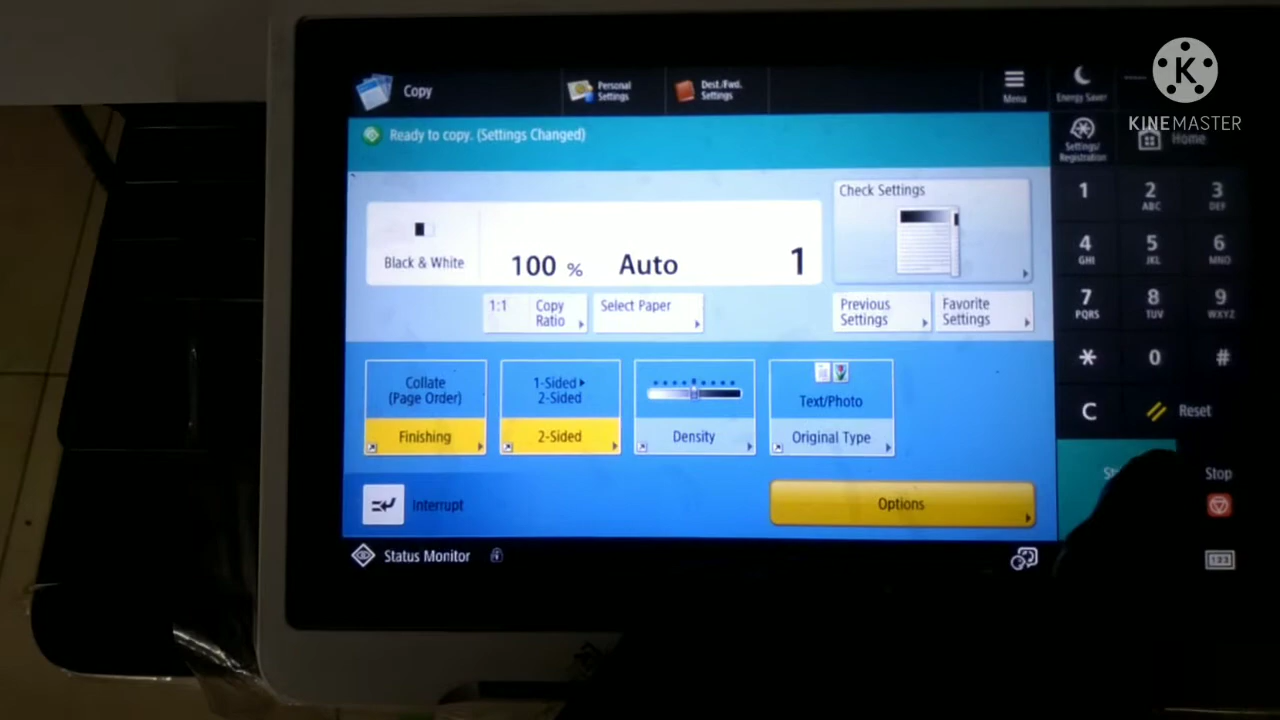 Copy
Personal
Settings
Dest./Fwd.
Settings
Menu
Energy Saver
K
KINEMASTER
Ready to copy. (Settings Changed)
Settings/
Registration
Home
Black & White
100 %
Auto
1
Check Settings
1:1
Copy
Ratio
Select Paper
Previous
Settings
Favorite
Settings
1
2
ABC
3
DEF
4
GHI
5
JKL
6
MNO
7
PQRS
8
TUV
9
WXYZ
*
0
#
C
Reset
Collate
(Page Order)
Finishing
1-Sided
2-Sided
2-Sided
Density
Text/Photo
Original Type
Stop
Interrupt
Options
Status Monitor
123